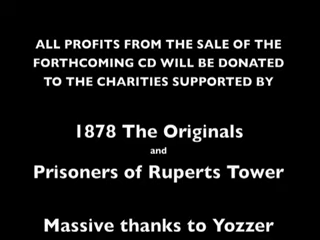 ALL PROFITS FROM THE SALE OF THE
FORTHCOMING CD WILL BE DONATED
TO THE CHARITIES SUPPORTED BY
1878 The Originals
and
Prisoners of Ruperts Tower
Massive thanks to Yozzer